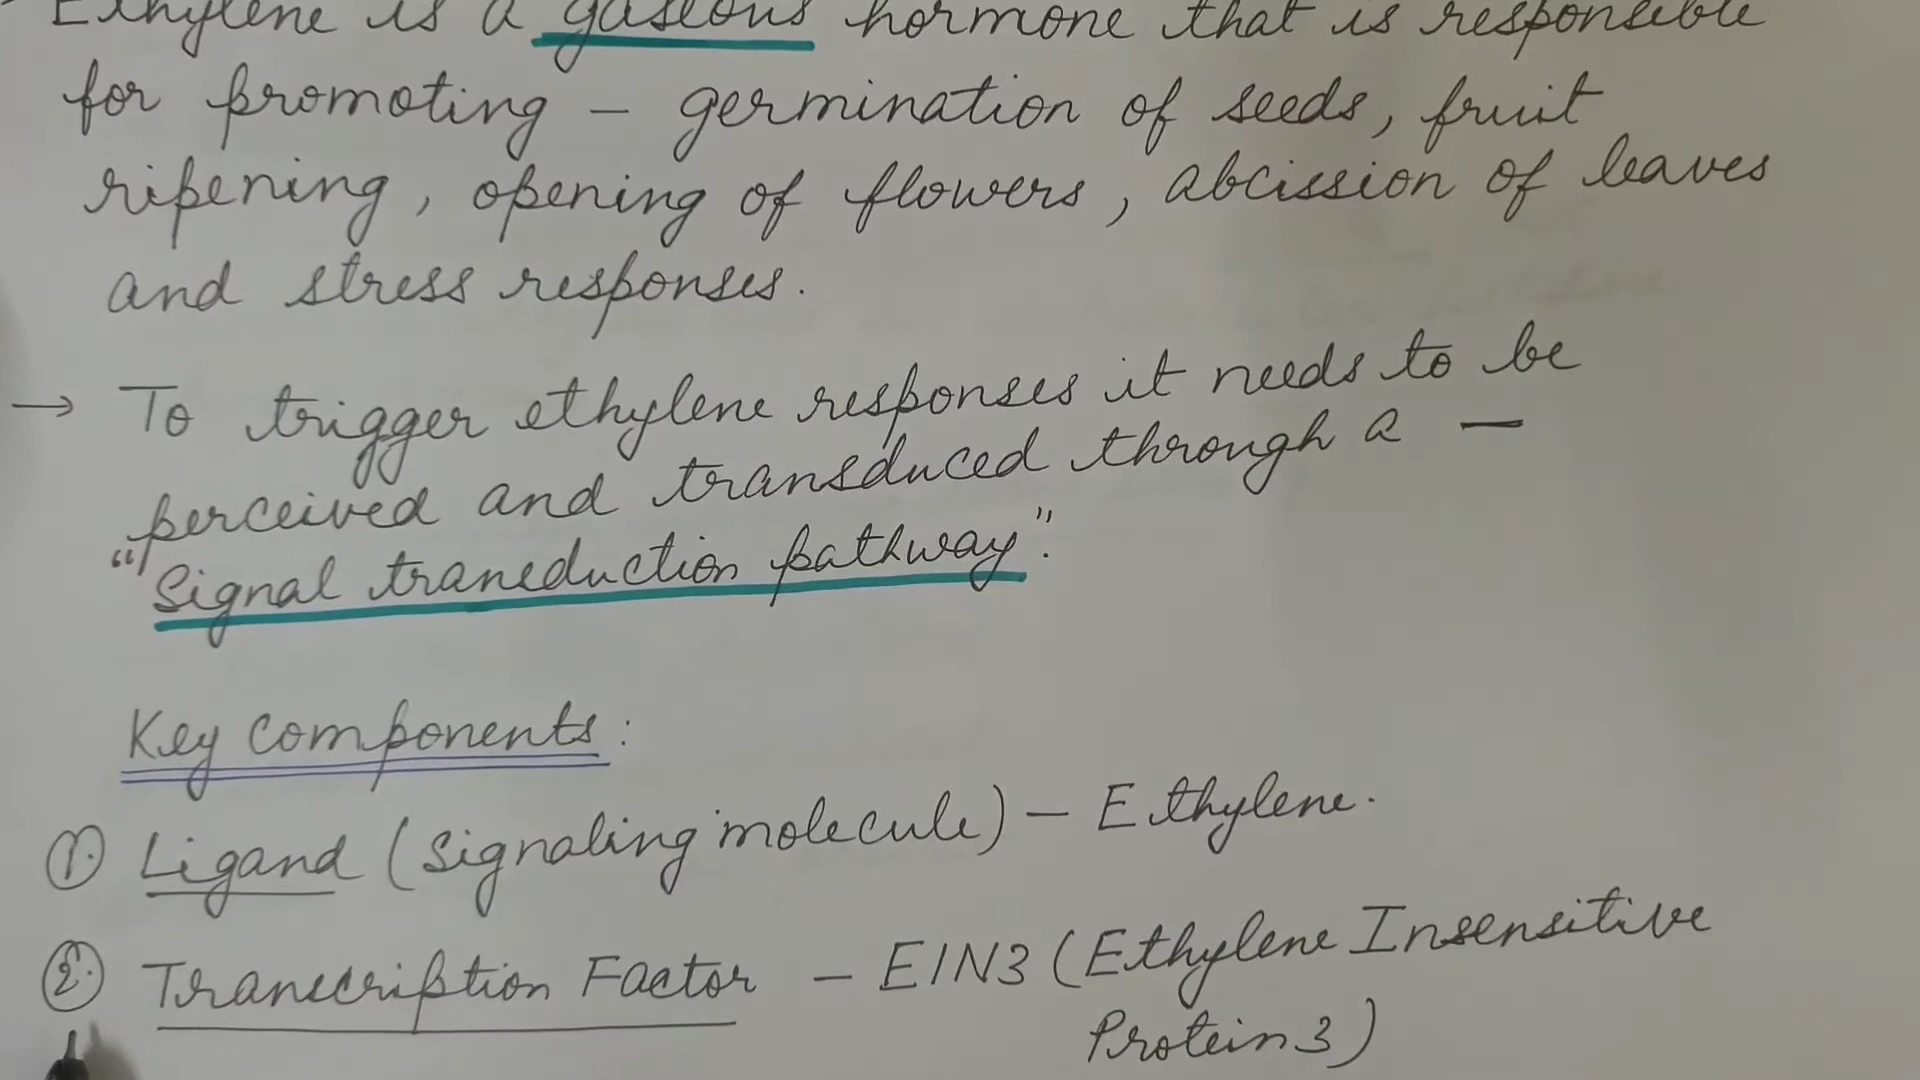 Ethylene is a gaseous hormone that is responsible
for promoting - germination of seeds, fruit
ripening, opening of flowers, abcission of leaves
and stress responses.
→ To trigger ethylene responses it needs to be
perceived and transduced through a -
"Signal transduction pathway".
Key Components:
1. Ligand (signaling molecule) - Ethylene.
2. Transcription Factor - EIN3 (Ethylene Insensitive
Protein 3)